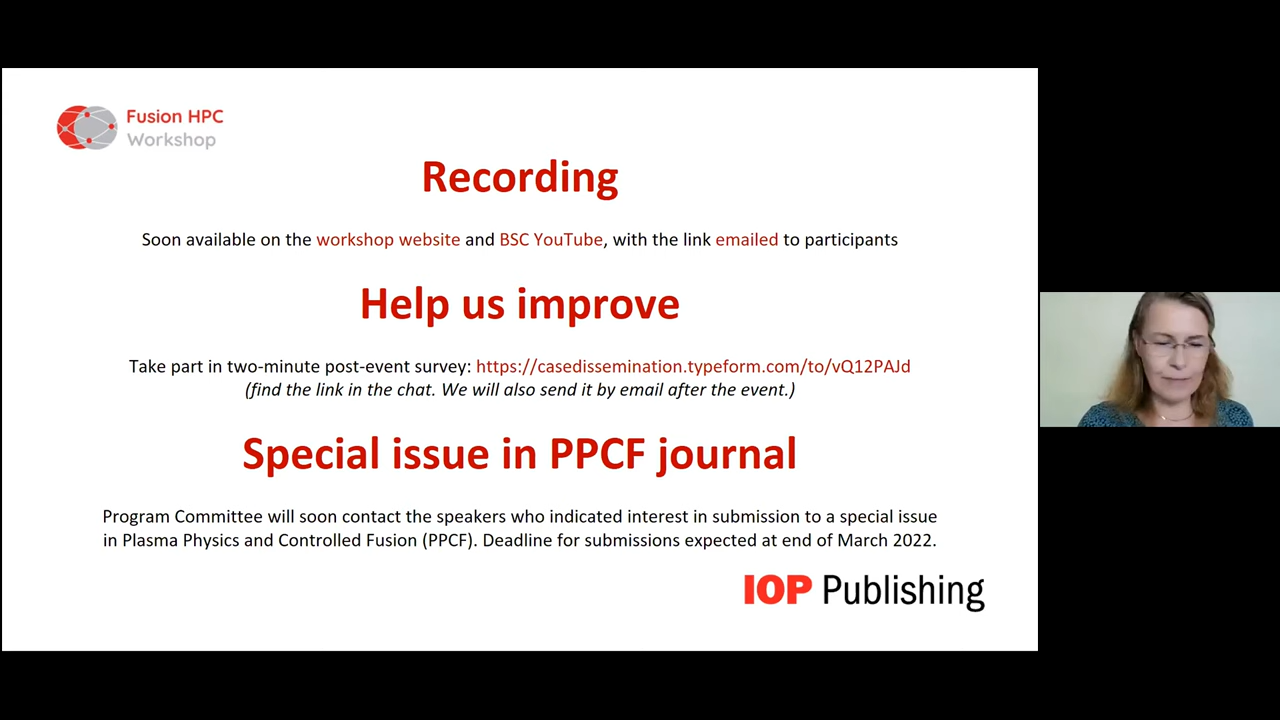 Fusion HPC
Workshop
Recording
Soon available on the workshop website and BSC YouTube, with the link emailed to participants
Help us improve
Take part in two-minute post-event survey: https://casedissemination.typeform.com/to/vQ12PAJd
(find the link in the chat. We will also send it by email after the event.)
Special issue in PPCF journal
Program Committee will soon contact the speakers who indicated interest in submission to a special issue
in Plasma Physics and Controlled Fusion (PPCF). Deadline for submissions expected at end of March 2022.
IOP Publishing